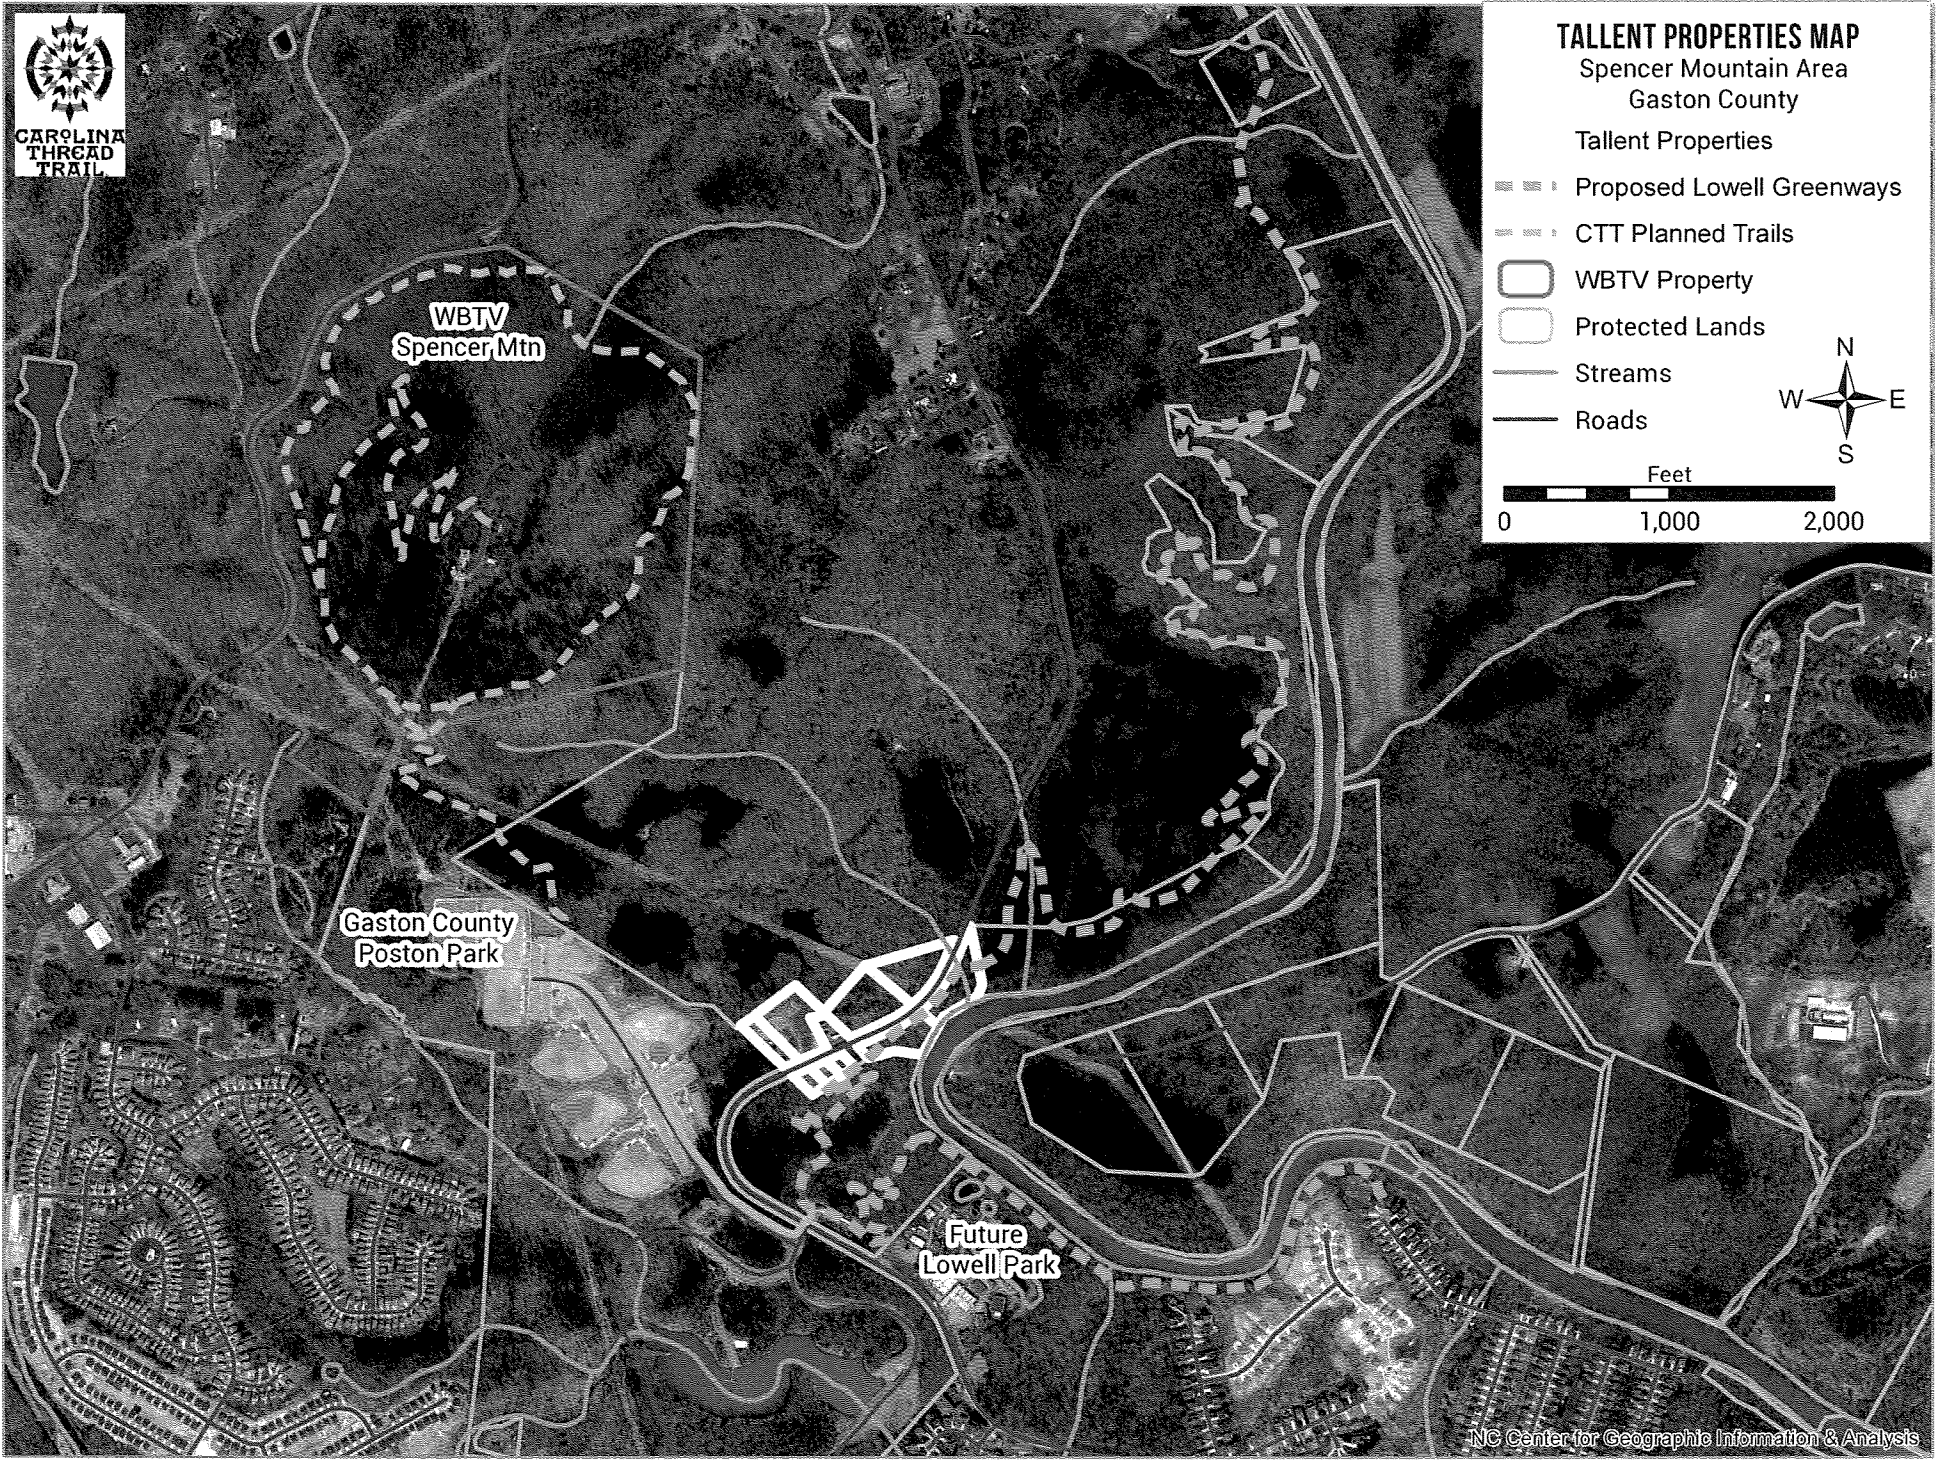 CAROLINA
THREAD
TRAIL
TALLENT PROPERTIES MAP
Spencer Mountain Area
Gaston County
Tallent Properties
Proposed Lowell Greenways
CTT Planned Trails
WBTV Property
Protected Lands
Streams
Roads
N
W E
S
Feet
0 1,000 2,000
WBTV
Spencer Mtn
Gaston County
Poston Park
Future
Lowell Park
NC Center for Geographic Information & Analysis